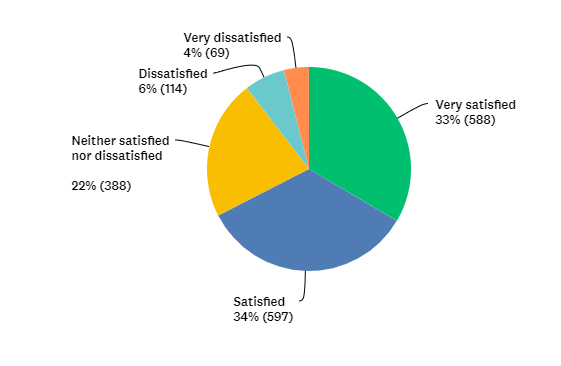 Very dissatisfied
4% (69)
Dissatisfied
6% (114)
Very satisfied
33% (588)
Neither satisfied
nor dissatisfied
22% (388)
Satisfied
34% (597)